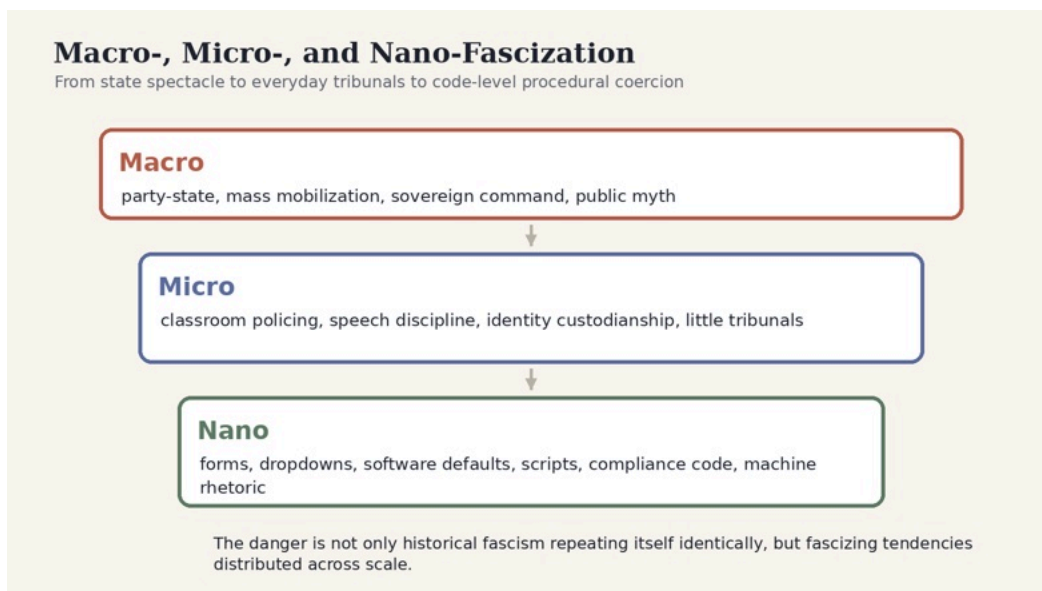 Macro-, Micro-, and Nano-Fascization
From state spectacle to everyday tribunals to code-level procedural coercion
Macro
party-state, mass mobilization, sovereign command, public myth
Micro
classroom policing, speech discipline, identity custodianship, little tribunals
Nano
forms, dropdowns, software defaults, scripts, compliance code, machine
rhetoric
The danger is not only historical fascism repeating itself identically, but fascizing tendencies
distributed across scale.